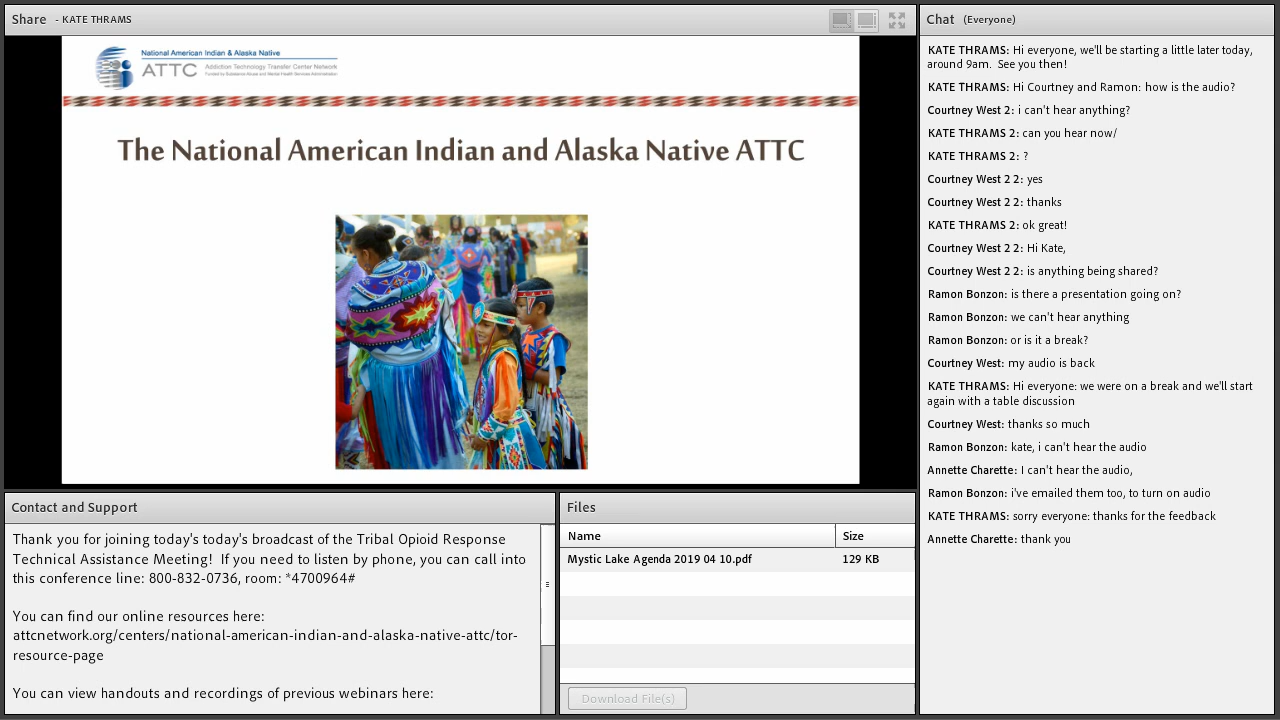 Share - KATE THRAMS
National American Indian & Alaska Native
ATTC Addiction Technology Transfer Center Network
Funded by Substance Abuse and Mental Health Services Administration
The National American Indian and Alaska Native ATTC
Contact and Support
Thank you for joining today's today's broadcast of the Tribal Opioid Response
Technical Assistance Meeting!  If you need to listen by phone, you can call into
this conference line: 800-832-0736, room: *4700964#
You can find our online resources here:
attcnetwork.org/centers/national-american-indian-and-alaska-native-attc/tor-
resource-page
You can view handouts and recordings of previous webinars here:
Files
Name Size
Mystic Lake Agenda 2019 04 10.pdf 129 KB
Download File(s)
Chat (Everyone)
KATE THRAMS: Hi everyone, we'll be starting a little later today,
around 9am.  See you then!
KATE THRAMS: Hi Courtney and Ramon: how is the audio?
Courtney West 2: i can't hear anything?
KATE THRAMS 2: can you hear now/
KATE THRAMS 2: ?
Courtney West 2 2: yes
Courtney West 2 2: thanks
KATE THRAMS 2: ok great!
Courtney West 2 2: Hi Kate,
Courtney West 2 2: is anything being shared?
Ramon Bonzon: is there a presentation going on?
Ramon Bonzon: we can't hear anything
Ramon Bonzon: or is it a break?
Courtney West: my audio is back
KATE THRAMS: Hi everyone: we were on a break and we'll start
again with a table discussion
Courtney West: thanks so much
Ramon Bonzon: kate, i can't hear the audio
Annette Charette: I can't hear the audio,
Ramon Bonzon: i've emailed them too, to turn on audio
KATE THRAMS: sorry everyone: thanks for the feedback
Annette Charette: thank you